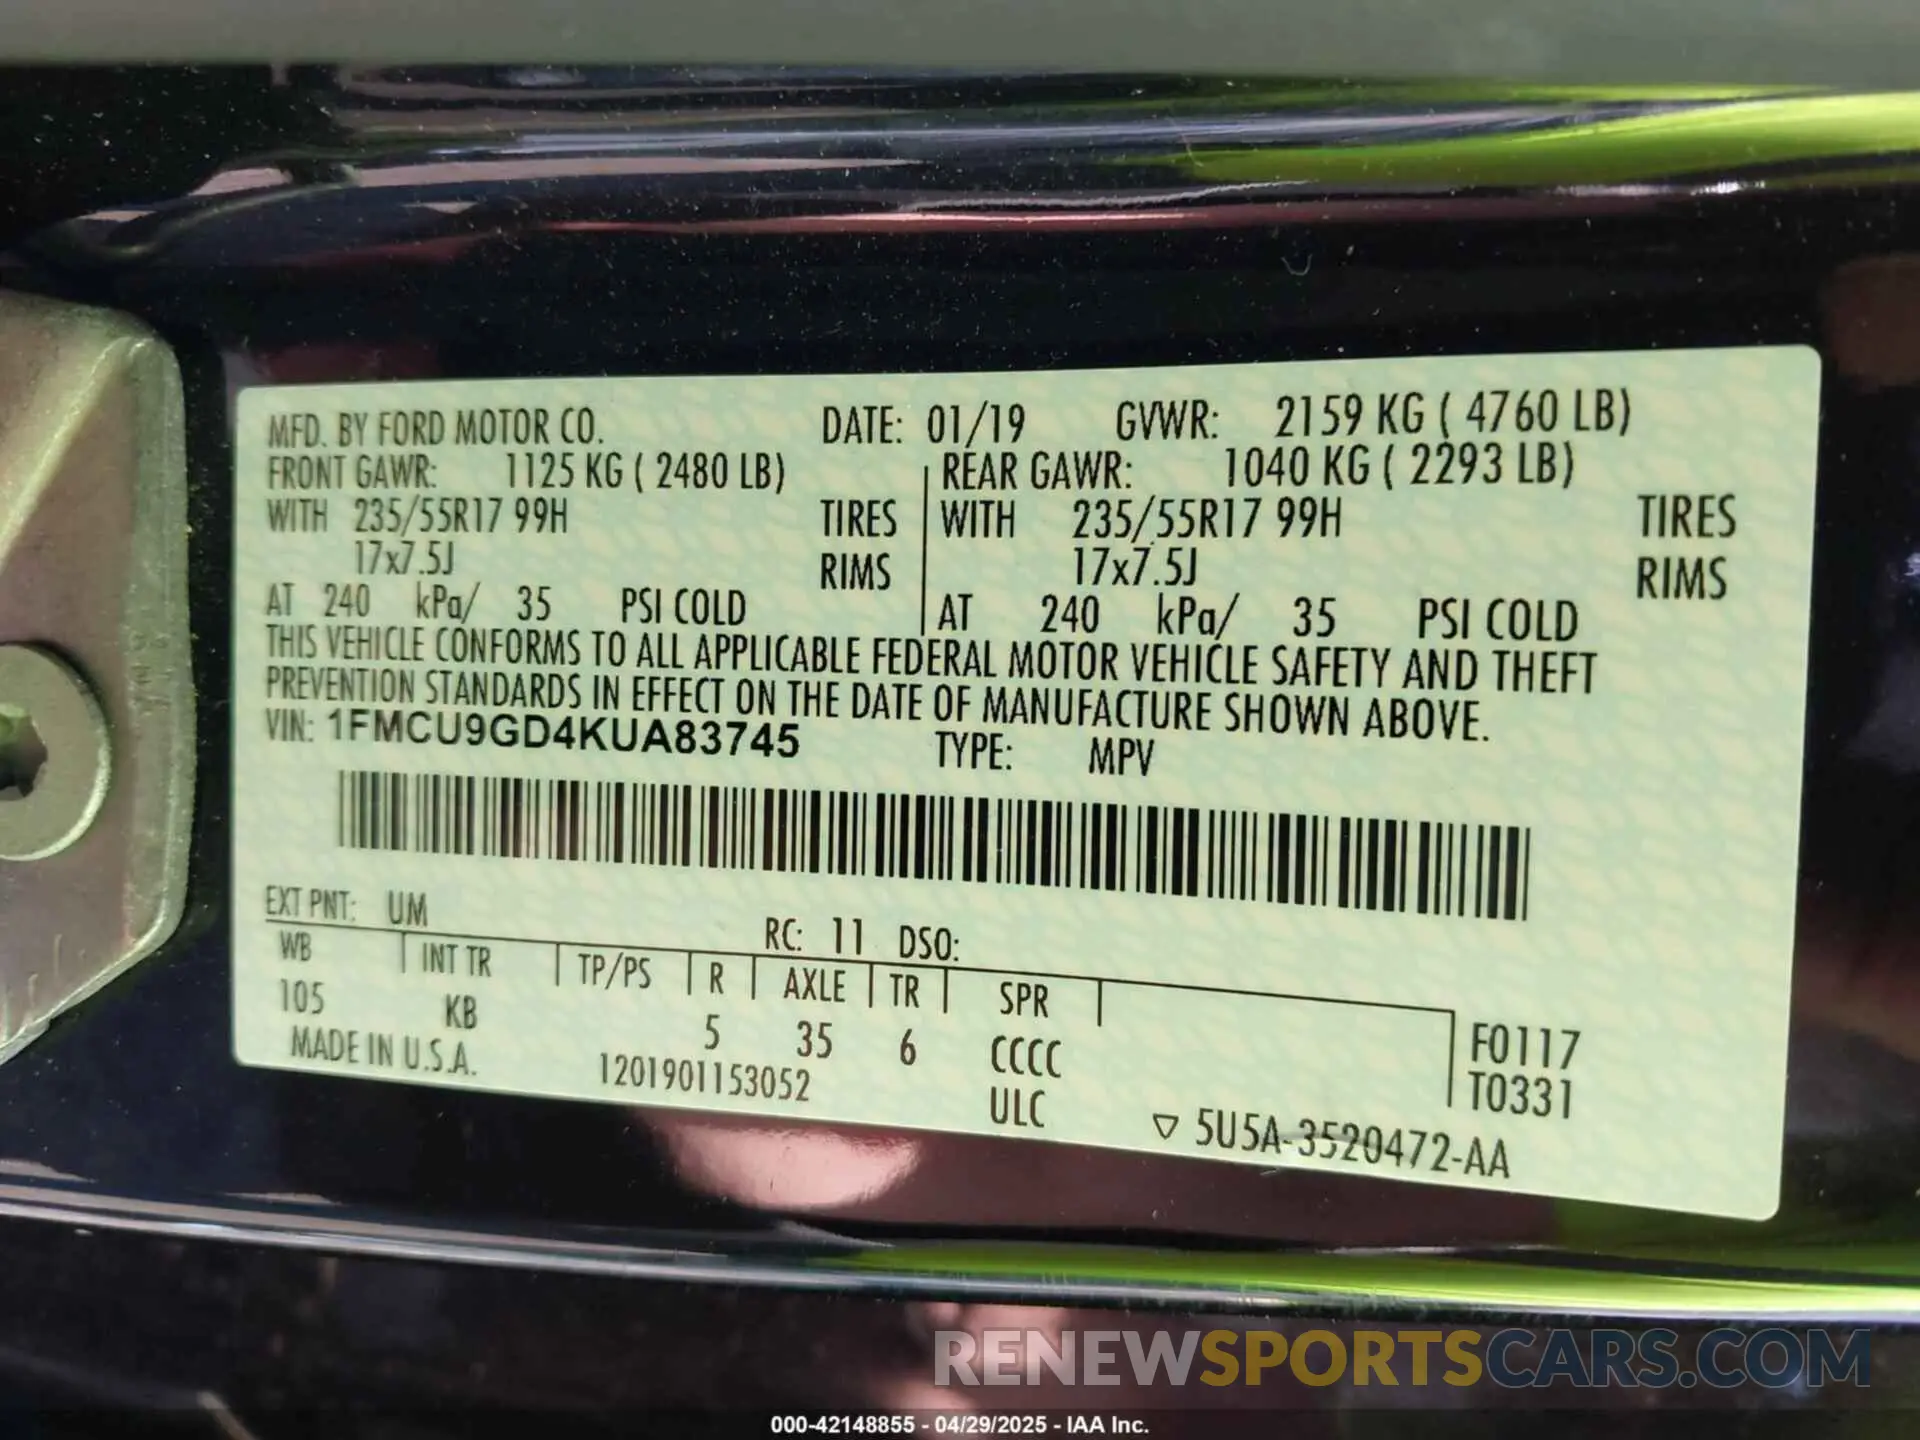 MFD. BY FORD MOTOR CO. DATE: 01/19 GVWR: 2159 KG ( 4760 LB)
FRONT GAWR: 1125 KG ( 2480 LB) REAR GAWR: 1040 KG ( 2293 LB)
WITH 235/55R17 99H TIRES WITH 235/55R17 99H TIRES
17x7.5J RIMS 17x7.5J RIMS
AT 240 kPa/ 35 PSI COLD AT 240 kPa/ 35 PSI COLD
THIS VEHICLE CONFORMS TO ALL APPLICABLE FEDERAL MOTOR VEHICLE SAFETY AND THEFT
PREVENTION STANDARDS IN EFFECT ON THE DATE OF MANUFACTURE SHOWN ABOVE.
VIN: 1FMCU9GD4KUA83745 TYPE: MPV
EXT PNT: UM RC: 11 DSO:
WB INT TR TP/PS R AXLE TR SPR
105 KB 5 35 6 CCCC F0117
MADE IN U.S.A. 1201901153052 ULC T0331
▽ 5U5A-3520472-AA
RENEWSPORTSCARS.COM
000-42148855 - 04/29/2025 - IAA Inc.